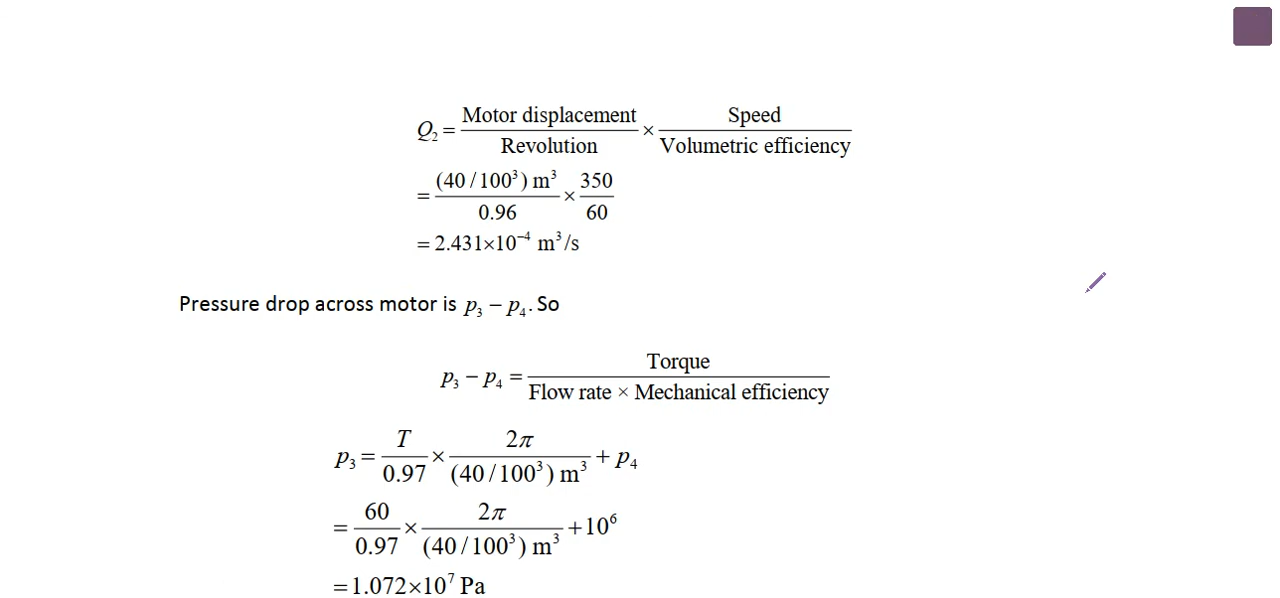 Q₂ = Motor displacement / Revolution × Speed / Volumetric efficiency
= (40 / 100³) m³ / 0.96 × 350 / 60
= 2.431×10⁻⁴ m³/s
Pressure drop across motor is p₃ − p₄. So
p₃ − p₄ = Torque / Flow rate × Mechanical efficiency
p₃ = T / 0.97 × 2π / (40 / 100³) m³ + p₄
= 60 / 0.97 × 2π / (40 / 100³) m³ + 10⁶
= 1.072×10⁷ Pa